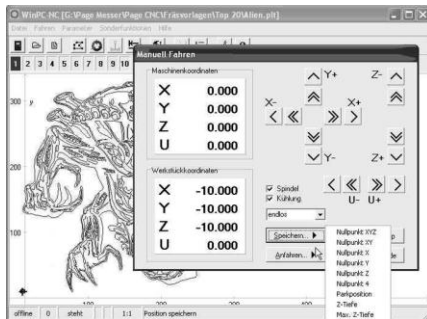 WinPC-NC [G:\Page Messer\Page CNC\Fräsvorlagen\Top 20\Alien.plt]
Datei Fahren Parameter Sonderfunktionen Hilfe
1 2 3 4 5 6 7 8 9 10
Manuell Fahren
Maschinenkoordinaten
X 0.000
Y 0.000
Z 0.000
U 0.000
Werkstückkoordinaten
X -10.000
Y -10.000
Z -10.000
U 0.000
Y+
Z-
X-
X+
Y-
Z+
U- U+
Spindel
Kühlung
endlos
Speichern...
Anfahren...
Nullpunkt XYZ
Nullpunkt XY
Nullpunkt X
Nullpunkt Y
Nullpunkt Z
Nullpunkt 4
Parkposition
Z-Tiefe
Max. Z-Tiefe
300
y
200
100
offline 0 steht 1:1 Position speichern